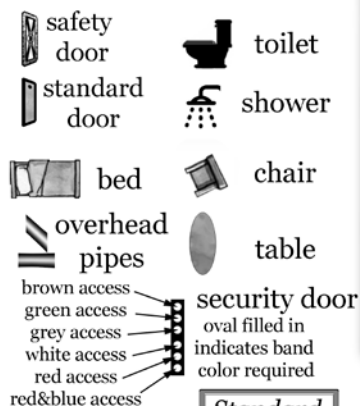 safety
door
toilet
standard
door
shower
bed
chair
overhead
pipes
table
brown access
green access
grey access
white access
red access
red&blue access
security door
oval filled in
indicates band
color required
Standard